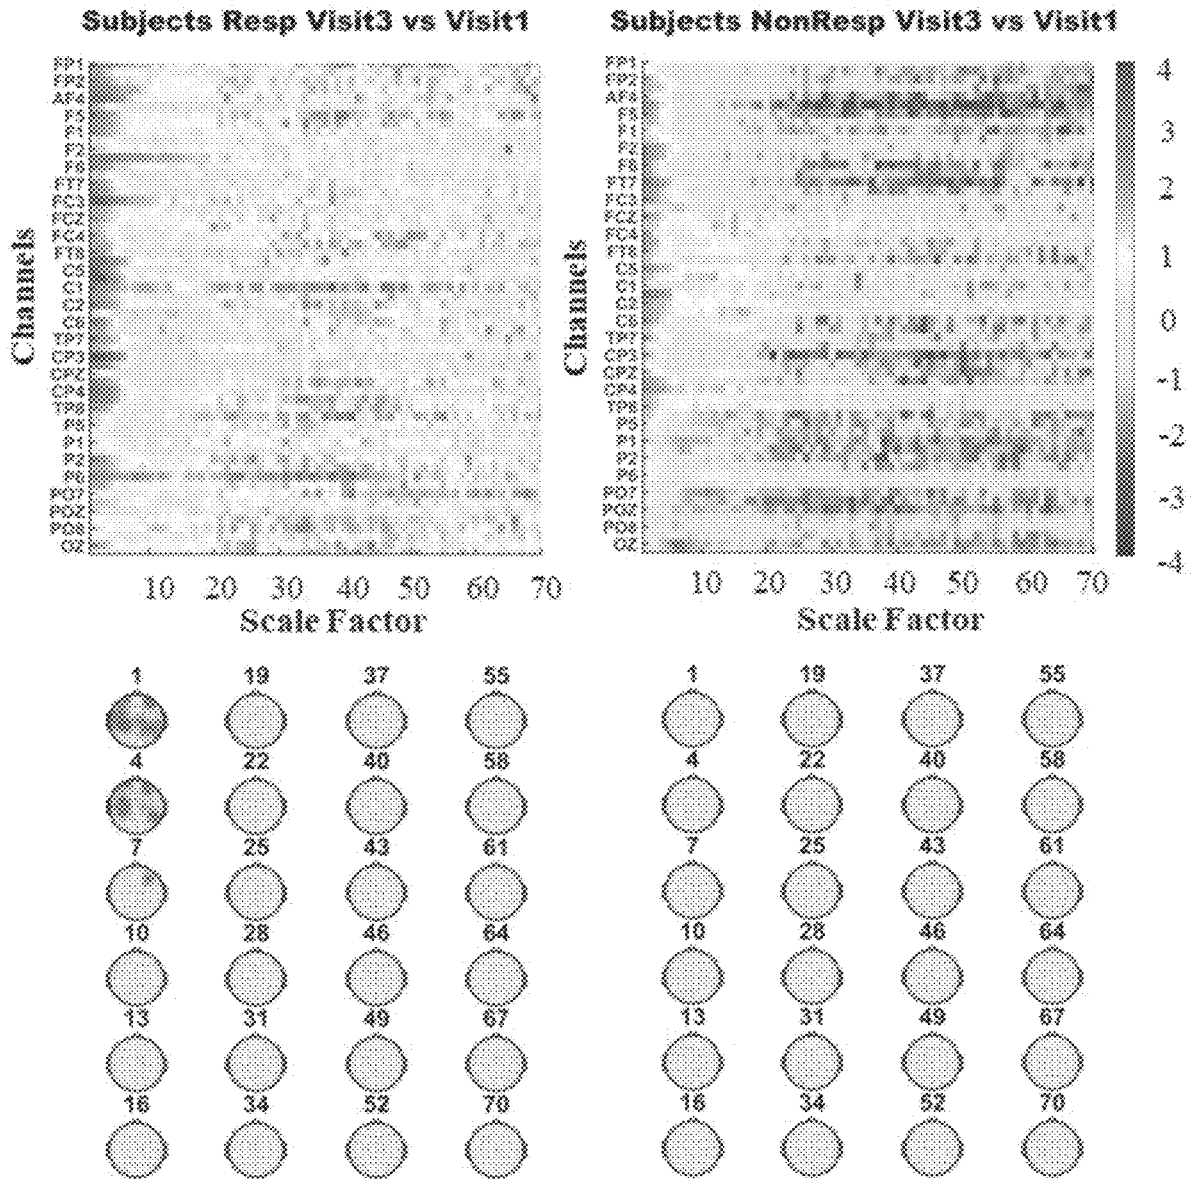 Subjects Resp Visit3 vs Visit1
Subjects NonResp Visit3 vs Visit1
Channels
FP1
FP2
AF4
F5
F1
F2
F6
FT7
FC3
FCZ
FC4
FT8
C5
C1
C2
C6
TP7
CP3
CPZ
CP4
TP8
P5
P1
P2
P6
PO7
POZ
PO8
OZ
10 20 30 40 50 60 70
Scale Factor
Channels
FP1
FP2
AF4
F5
F1
F2
F6
FT7
FC3
FCZ
FC4
FT8
C5
C1
C2
C6
TP7
CP3
CPZ
CP4
TP8
P5
P1
P2
P6
PO7
POZ
PO8
OZ
10 20 30 40 50 60 70
Scale Factor
4
3
2
1
0
-1
-2
-3
-4
1 19 37 55
4 22 40 58
7 25 43 61
10 28 46 64
13 31 49 67
16 34 52 70
1 19 37 55
4 22 40 58
7 25 43 61
10 28 46 64
13 31 49 67
16 34 52 70